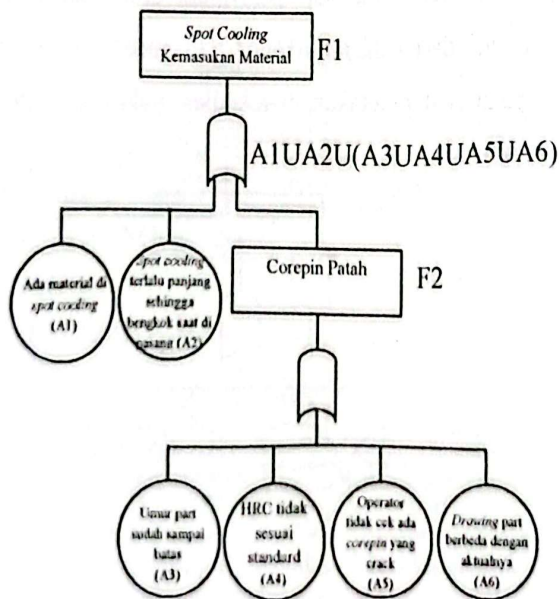 Spot Cooling
Kemasukan Material
F1
A1UA2U(A3UA4UA5UA6)
Ada material di
spot cooling
(A1)
Spot cooling
terlalu panjang
sehingga
bengkok saat di
pasang (A2)
Corepin Patah
F2
Umur part
sudah sampai
batas
(A3)
HRC tidak
sesuai
standard
(A4)
Operator
tidak cek ada
corepin yang
crack
(A5)
Drawing part
berbeda dengan
aktualnya
(A6)